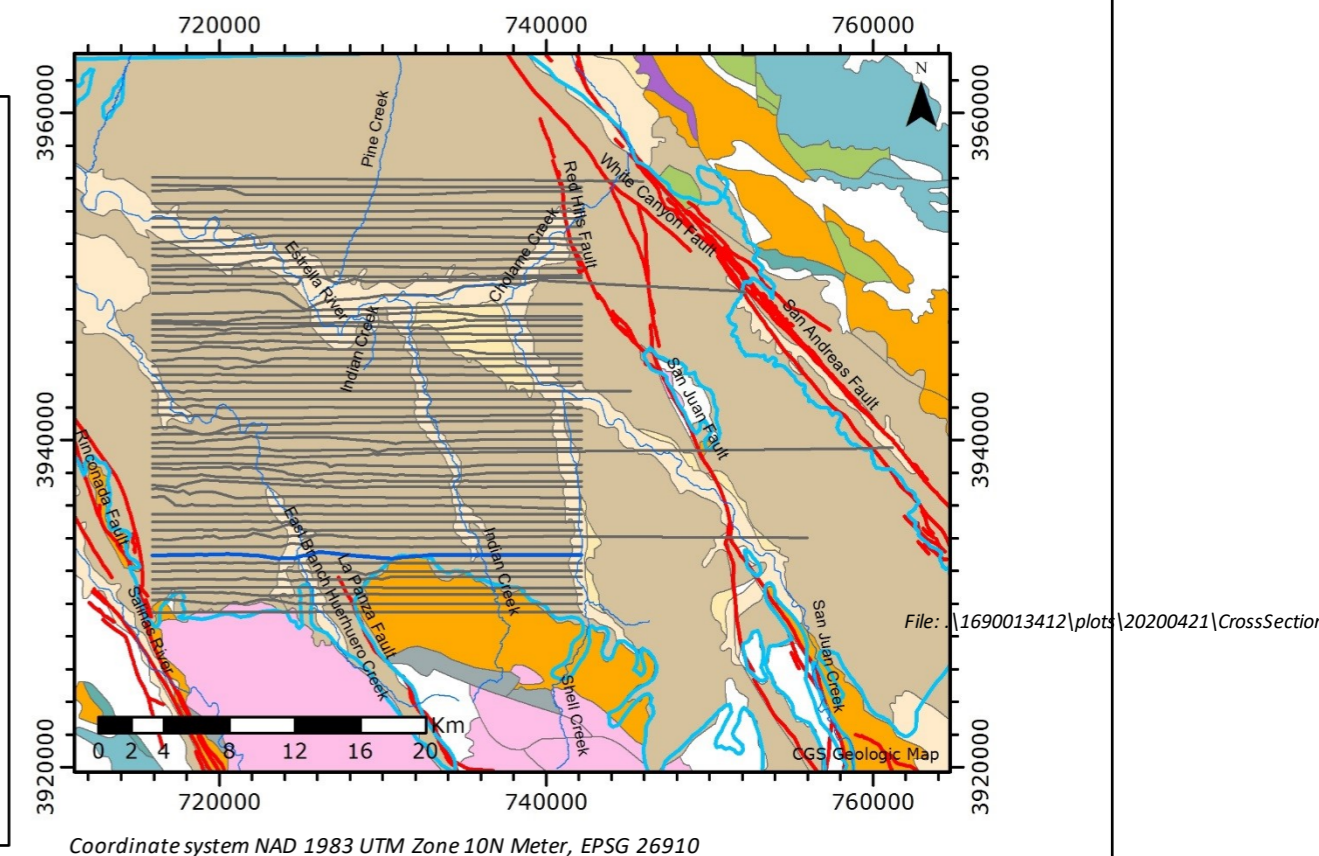 720000
740000
760000
3960000
3960000
N
Pine Creek
Red Hills Fault
White Canyon Fault
Cholame Creek
Estrella River
Indian Creek
San Andreas Fault
San Juan Fault
3940000
3940000
Rinconada Fault
East Branch Huerhuero Creek
La Panza Fault
Indian Creek
Salinas River
San Juan Creek
Shell Creek
File: .\1690013412\plots\20200421\CrossSection
Km
0 2 4 8 12 16 20
CGS Geologic Map
3920000
3920000
720000
740000
760000
Coordinate system NAD 1983 UTM Zone 10N Meter, EPSG 26910